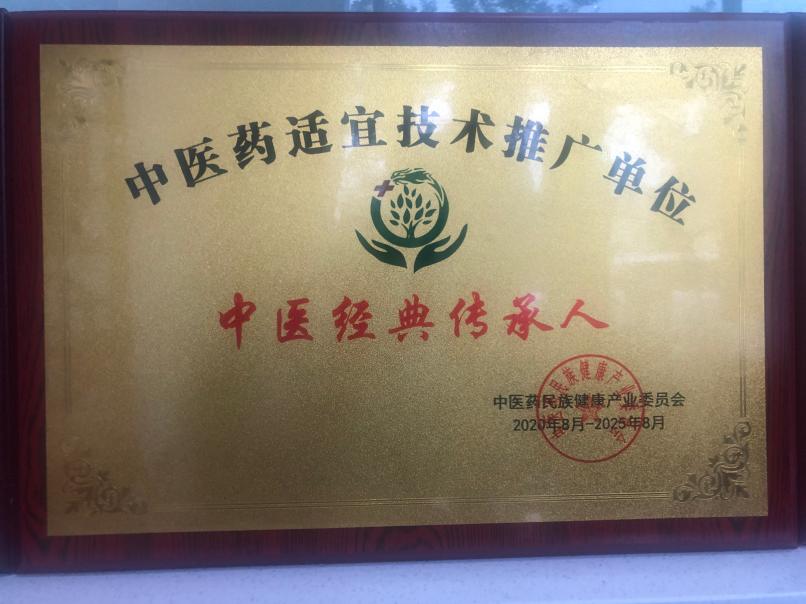 中医药适宜技术推广单位
中医经典传承人
中医药民族健康产业委员会
2020年8月-2025年8月